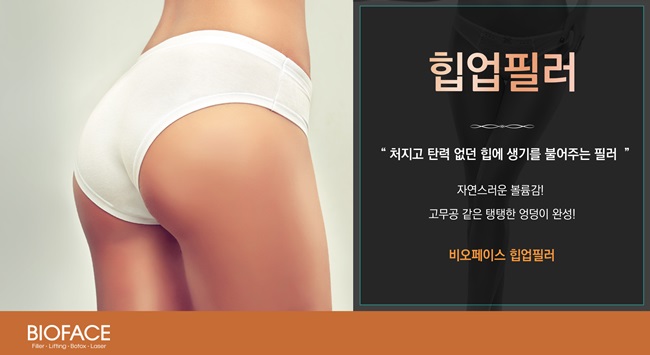 힙업필러
“ 처지고 탄력 없던 힙에 생기를 불어주는 필러 ”
자연스러운 볼륨감!
고무공 같은 탱탱한 엉덩이 완성!
비오페이스 힙업필러
BIOFACE
Filler · Lifting · Botox · Laser